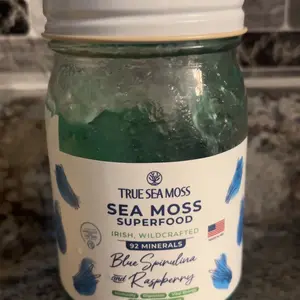 TRUE SEA MOSS
SEA MOSS
SUPERFOOD
IRISH, WILDCRAFTED
92 MINERALS
Blue Spirulina
and Raspberry